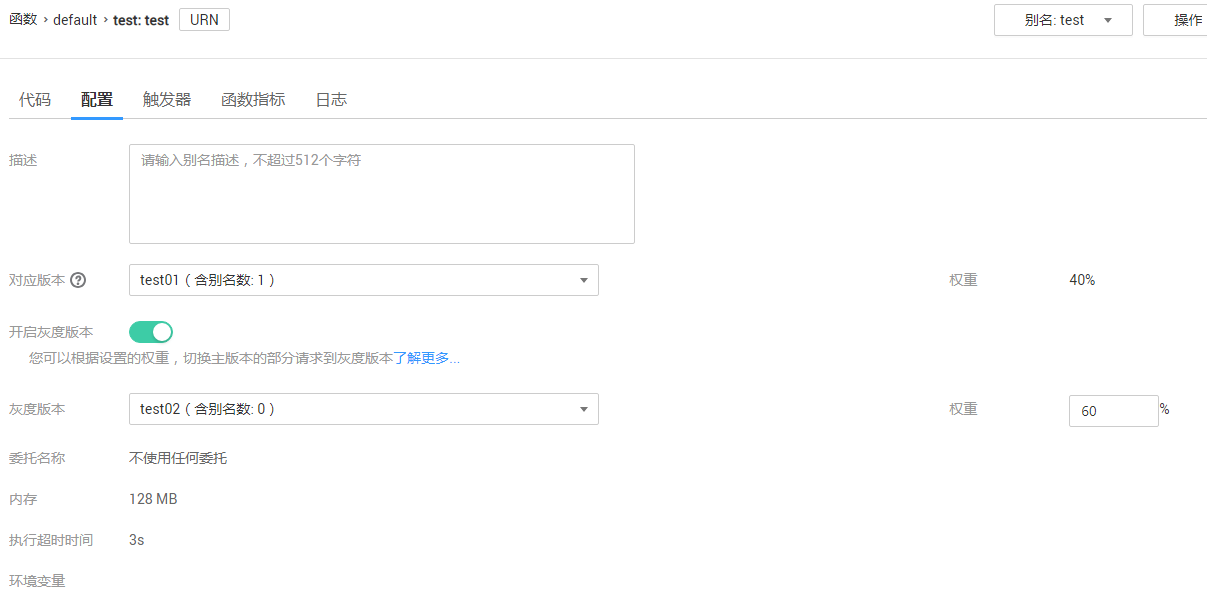 函数 › default › test: test URN 别名: test 操作
代码 配置 触发器 函数指标 日志
描述 请输入别名描述，不超过512个字符
对应版本 ? test01 ( 含别名数: 1 ) 权重 40%
开启灰度版本
您可以根据设置的权重，切换主版本的部分请求到灰度版本了解更多...
灰度版本 test02 ( 含别名数: 0 ) 权重 60 %
委托名称 不使用任何委托
内存 128 MB
执行超时时间 3s
环境变量